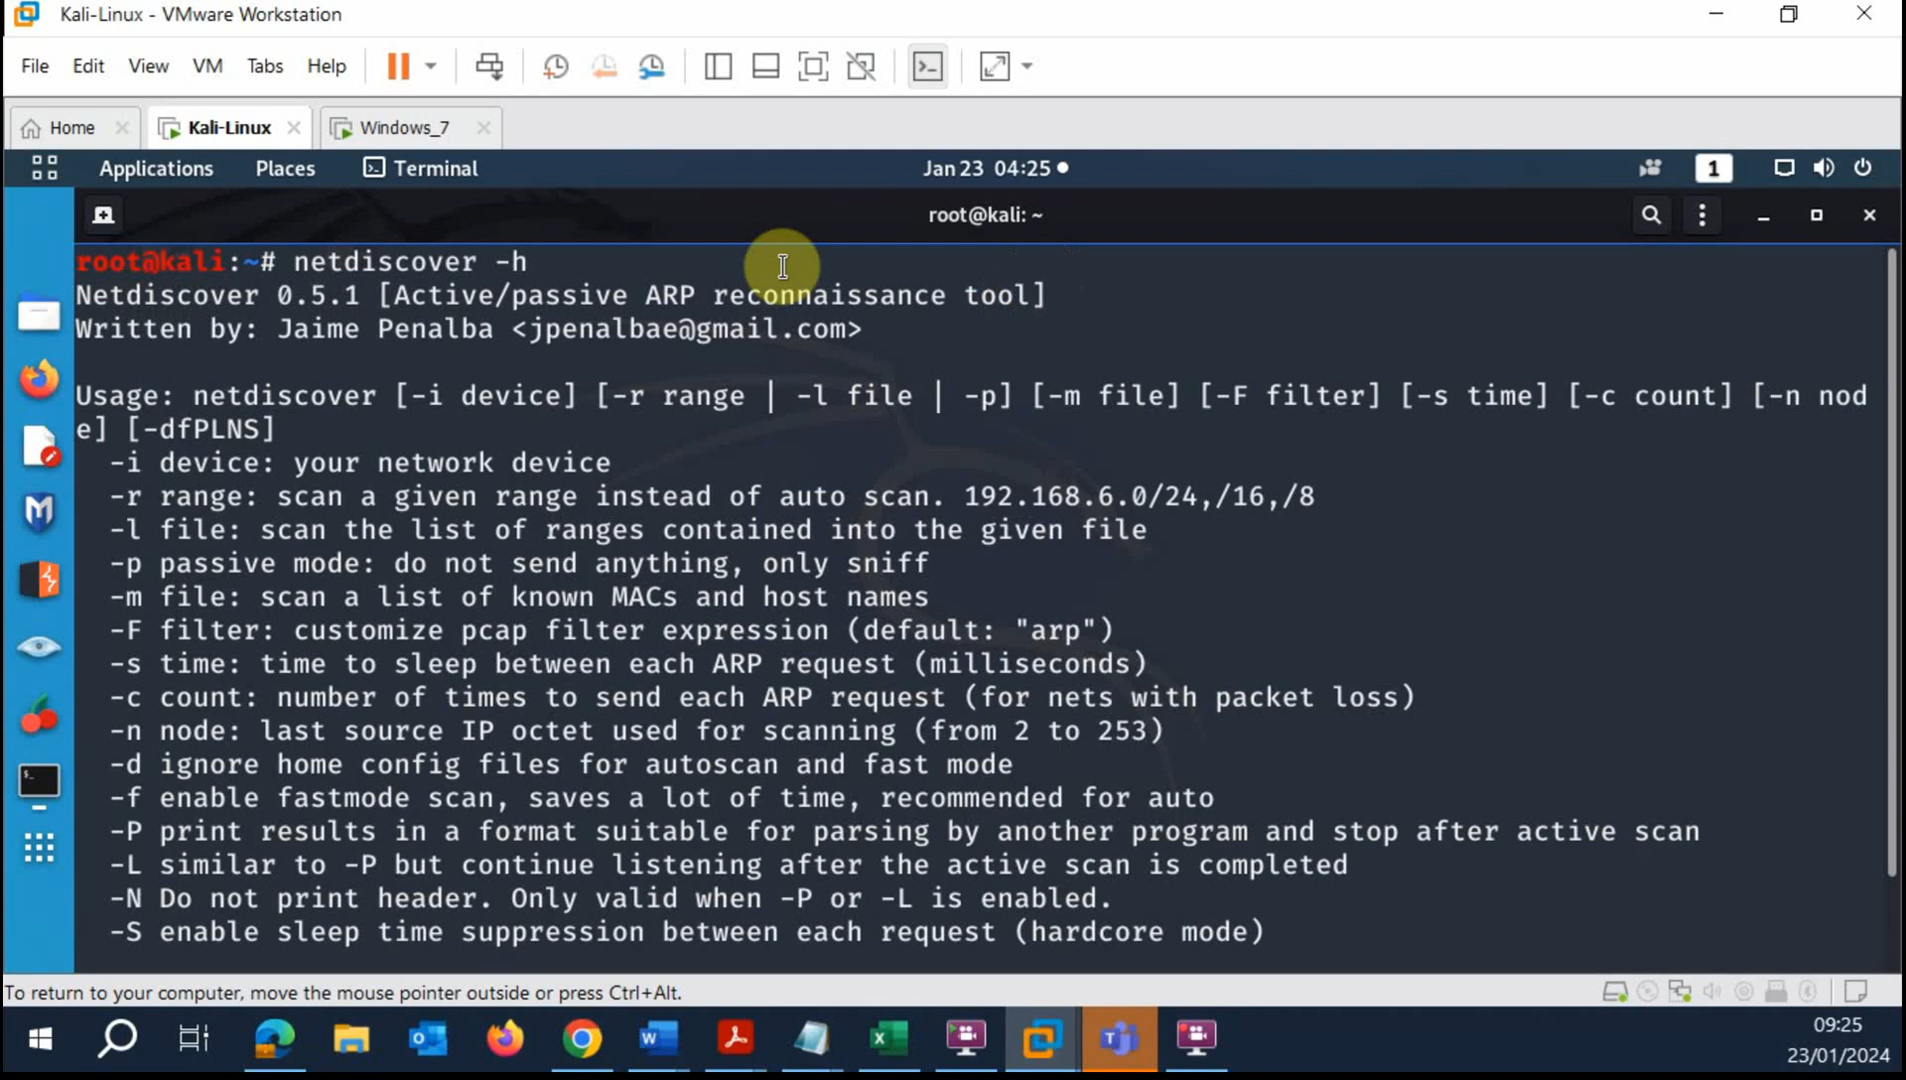 Kali-Linux - VMware Workstation
File Edit View VM Tabs Help
Home Kali-Linux Windows_7
Applications Places Terminal Jan 23 04:25 1
root@kali: ~
root@kali:~# netdiscover -h
Netdiscover 0.5.1 [Active/passive ARP reconnaissance tool]
Written by: Jaime Penalba <jpenalbae@gmail.com>
Usage: netdiscover [-i device] [-r range | -l file | -p] [-m file] [-F filter] [-s time] [-c count] [-n nod
e] [-dfPLNS]
-i device: your network device
-r range: scan a given range instead of auto scan. 192.168.6.0/24,/16,/8
-l file: scan the list of ranges contained into the given file
-p passive mode: do not send anything, only sniff
-m file: scan a list of known MACs and host names
-F filter: customize pcap filter expression (default: "arp")
-s time: time to sleep between each ARP request (milliseconds)
-c count: number of times to send each ARP request (for nets with packet loss)
-n node: last source IP octet used for scanning (from 2 to 253)
-d ignore home config files for autoscan and fast mode
-f enable fastmode scan, saves a lot of time, recommended for auto
-P print results in a format suitable for parsing by another program and stop after active scan
-L similar to -P but continue listening after the active scan is completed
-N Do not print header. Only valid when -P or -L is enabled.
-S enable sleep time suppression between each request (hardcore mode)
To return to your computer, move the mouse pointer outside or press Ctrl+Alt.
09:25
23/01/2024